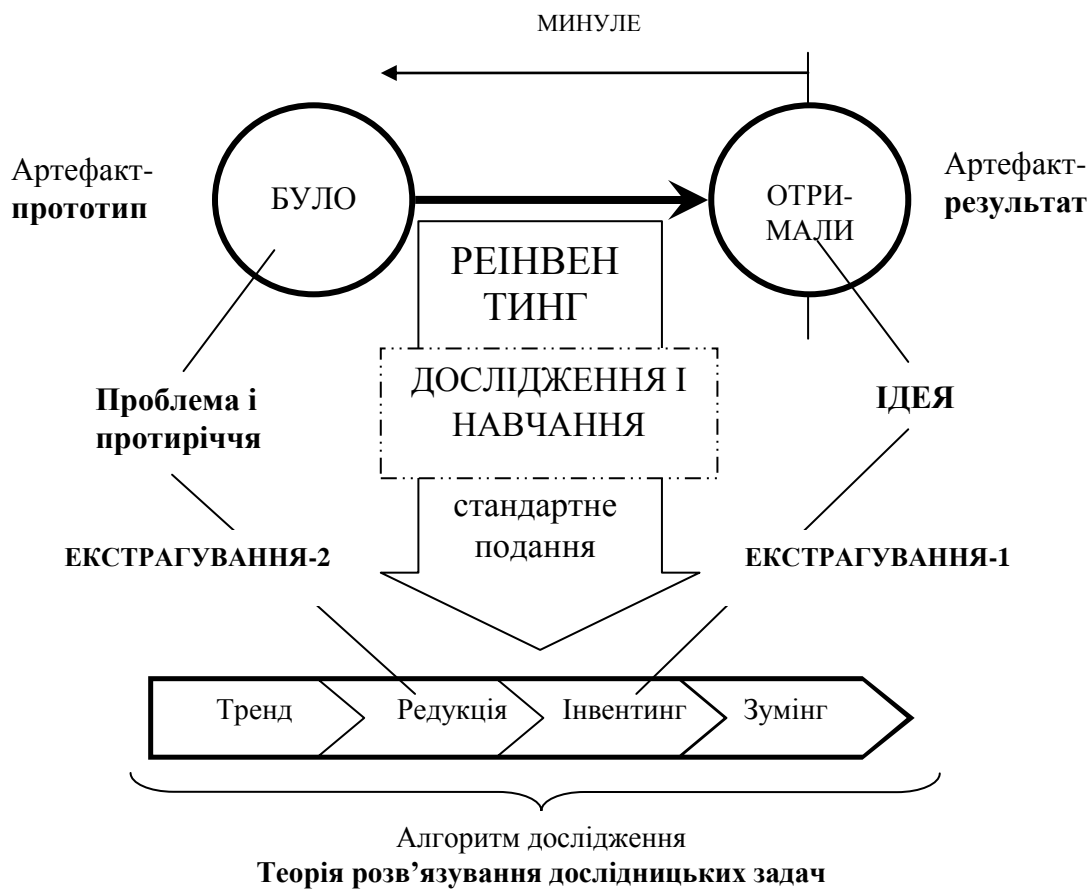 МИНУЛЕ
Артефакт-
прототип
БУЛО
ОТРИ-
МАЛИ
Артефакт-
результат
РЕІНВЕН
ТИНГ
ДОСЛІДЖЕННЯ І
НАВЧАННЯ
Проблема і
протиріччя
ІДЕЯ
стандартне
подання
ЕКСТРАГУВАННЯ-2
ЕКСТРАГУВАННЯ-1
Тренд
Редукція
Інвентинг
Зумінг
Алгоритм дослідження
Теорія розв’язування дослідницьких задач